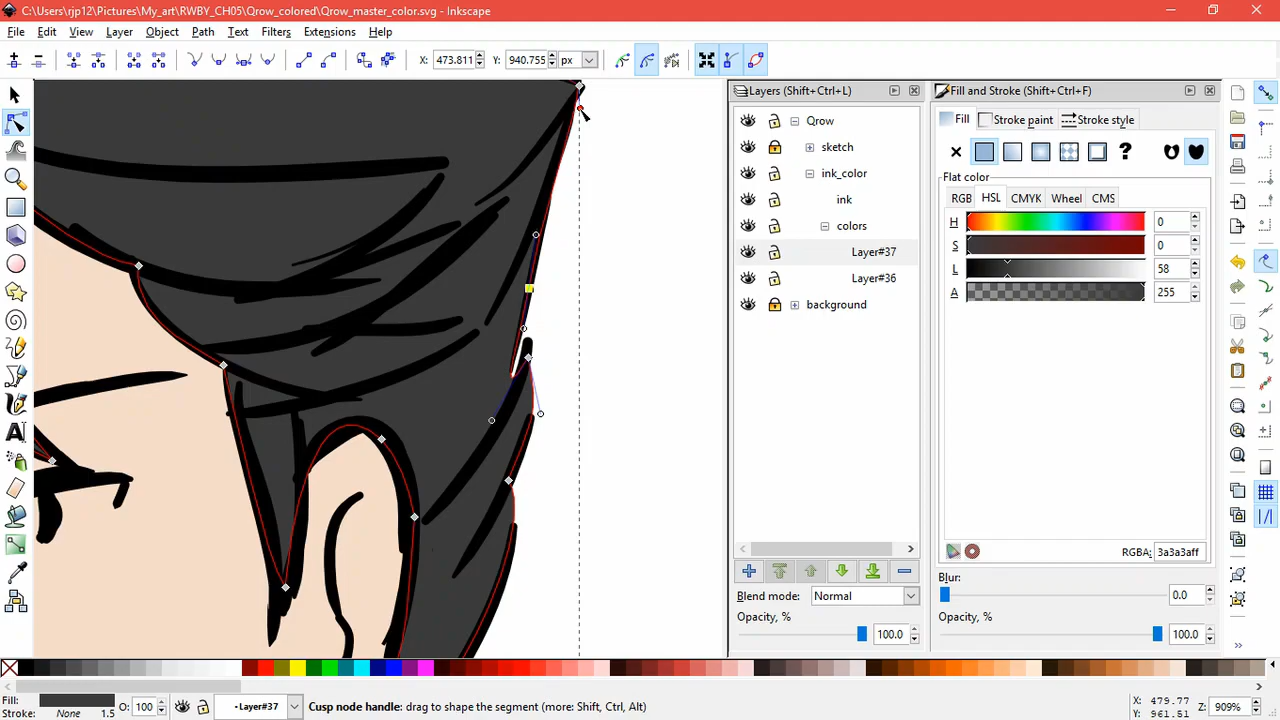 C:\Users\rjp12\Pictures\My_art\RWBY_CH05\Qrow_colored\Qrow_master_color.svg - Inkscape
File Edit View Layer Object Path Text Filters Extensions Help
X: 473.811 Y: 940.755 px
Layers (Shift+Ctrl+L)
Qrow
sketch
ink_color
ink
colors
Layer#37
Layer#36
background
Blend mode: Normal
Opacity, %
100.0
Fill and Stroke (Shift+Ctrl+F)
Fill Stroke paint Stroke style
?
Flat color
RGB HSL CMYK Wheel CMS
H 0
S 0
L 58
A 255
RGBA: 3a3a3aff
Blur:
0.0
Opacity, %
100.0
Fill:
Stroke: None 1.5
O: 100
•Layer#37
Cusp node handle: drag to shape the segment (more: Shift, Ctrl, Alt)
X: 479.77
Y: 961.51
Z: 909%